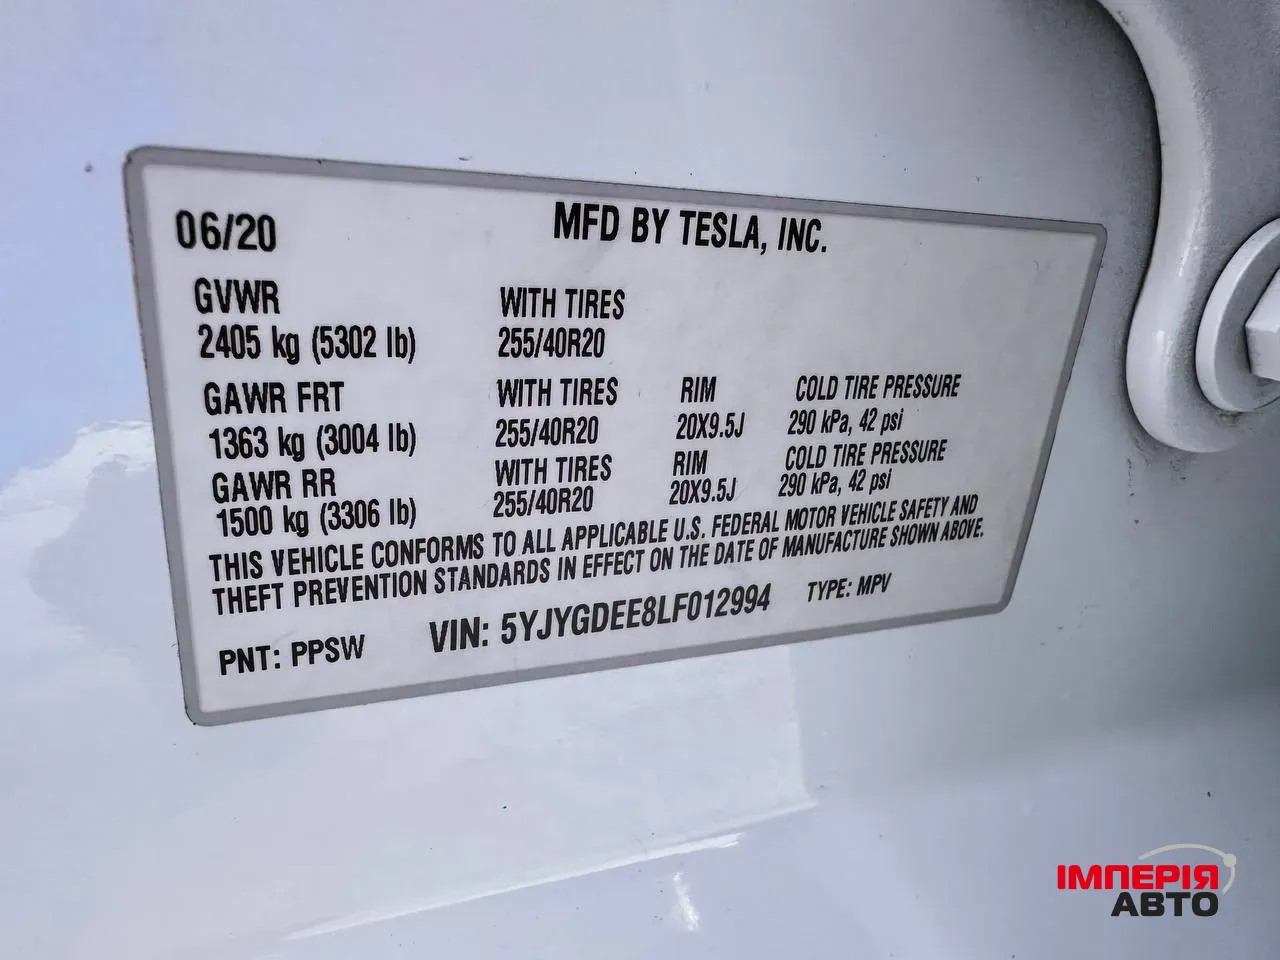 06/20 MFD BY TESLA, INC.
GVWR WITH TIRES
2405 kg (5302 lb) 255/40R20
GAWR FRT WITH TIRES RIM COLD TIRE PRESSURE
1363 kg (3004 lb) 255/40R20 20X9.5J 290 kPa, 42 psi
GAWR RR WITH TIRES RIM COLD TIRE PRESSURE
1500 kg (3306 lb) 255/40R20 20X9.5J 290 kPa, 42 psi
THIS VEHICLE CONFORMS TO ALL APPLICABLE U.S. FEDERAL MOTOR VEHICLE SAFETY AND
THEFT PREVENTION STANDARDS IN EFFECT ON THE DATE OF MANUFACTURE SHOWN ABOVE.
PNT: PPSW VIN: 5YJYGDEE8LF012994 TYPE: MPV
ІМПЕРІЯ
АВТО